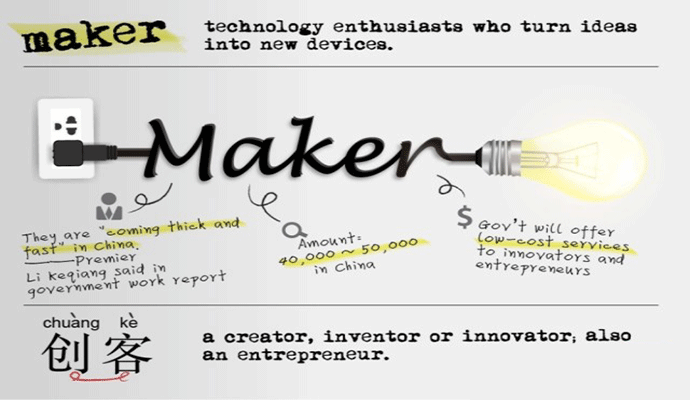 maker
technology enthusiasts who turn ideas
into new devices.
Maker
They are "coming thick and
fast" in China.
——Premier
Li Keqiang said in
government work report
Amount:
40,000 ~ 50,000
in China
$
Gov't will offer
low-cost services
to innovators and
entrepreneurs
chuàng kè
创客
a creator, inventor or innovator; also
an entrepreneur.